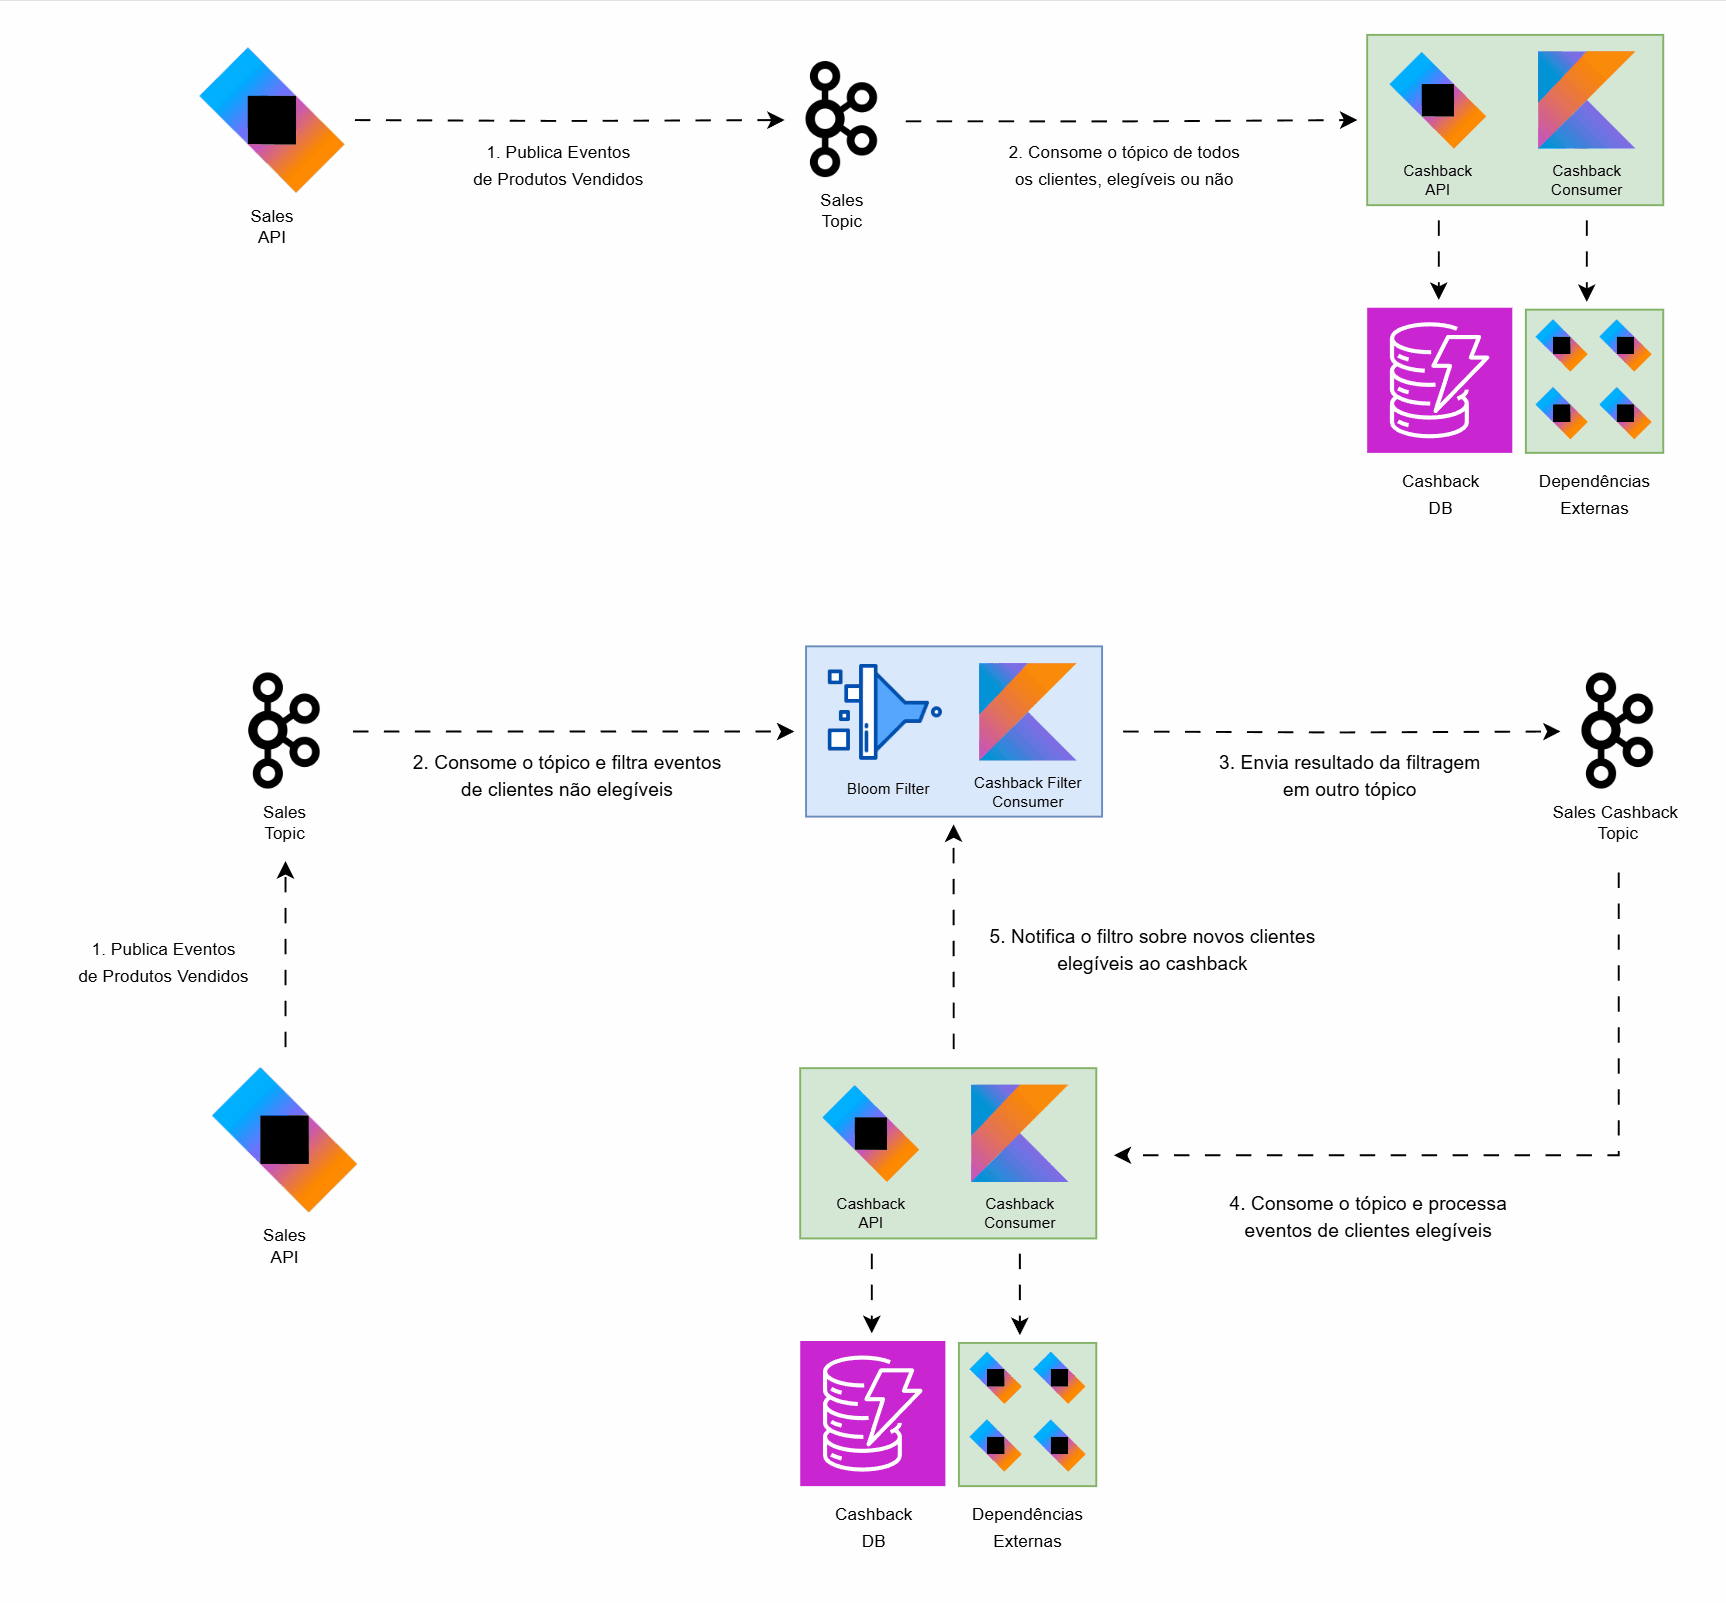 1. Publica Eventos
de Produtos Vendidos
2. Consome o tópico de todos
os clientes, elegíveis ou não
Sales
API
Sales
Topic
Cashback
API
Cashback
Consumer
Cashback
DB
Dependências
Externas
Sales
Topic
2. Consome o tópico e filtra eventos
de clientes não elegíveis
Bloom Filter
Cashback Filter
Consumer
3. Envia resultado da filtragem
em outro tópico
Sales Cashback
Topic
1. Publica Eventos
de Produtos Vendidos
5. Notifica o filtro sobre novos clientes
elegíveis ao cashback
Sales
API
Cashback
API
Cashback
Consumer
4. Consome o tópico e processa
eventos de clientes elegíveis
Cashback
DB
Dependências
Externas